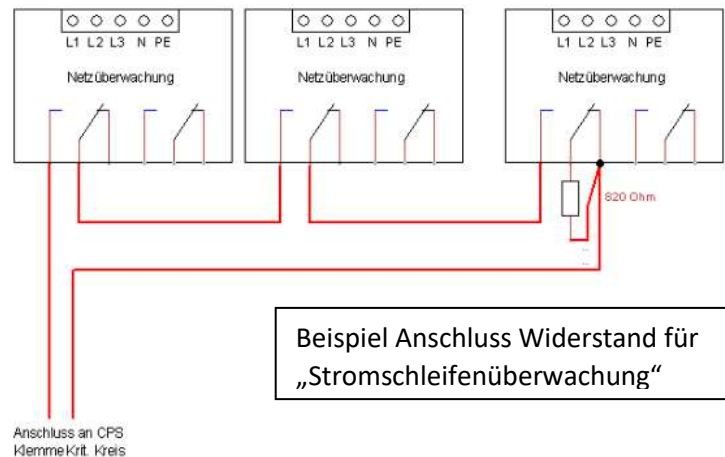 L1 L2 L3 N PE
Netzüberwachung
L1 L2 L3 N PE
Netzüberwachung
L1 L2 L3 N PE
Netzüberwachung
820 Ohm
Beispiel Anschluss Widerstand für
„Stromschleifenüberwachung“
Anschluss an CPS
Klemme Krit. Kreis